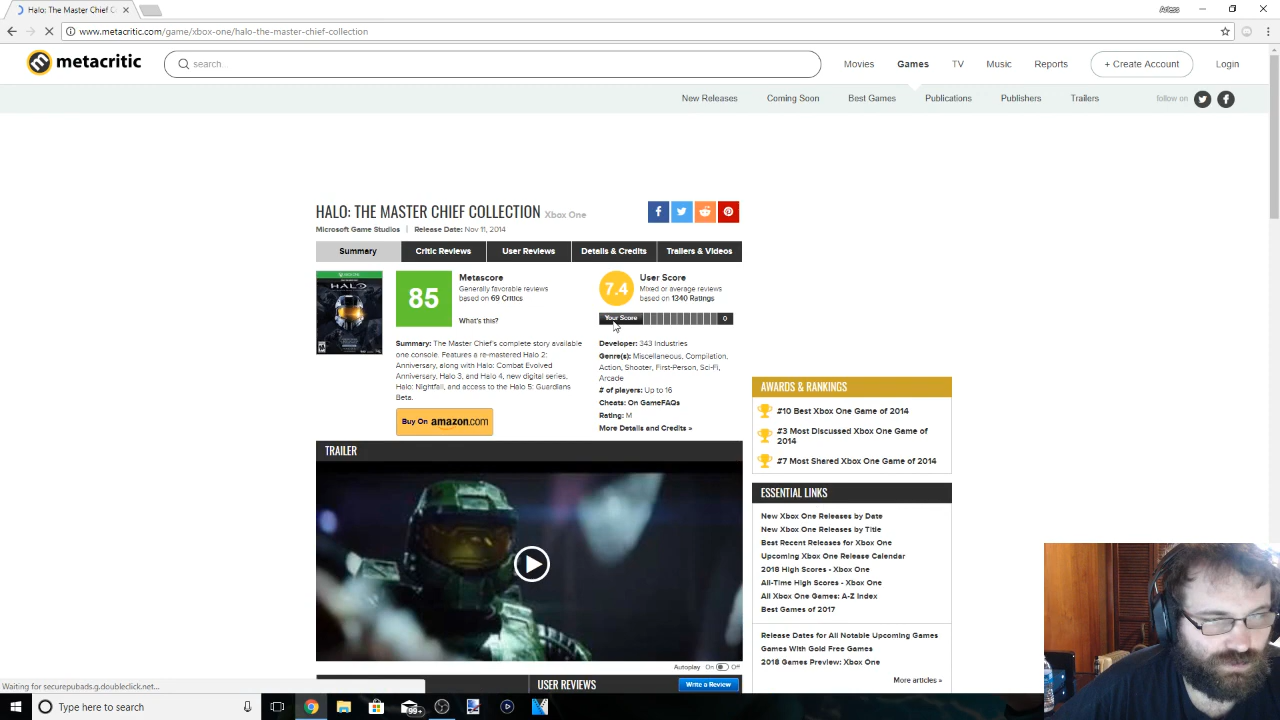 Halo: The Master Chief C
www.metacritic.com/game/xbox-one/halo-the-master-chief-collection
metacritic
search...
Movies Games TV Music Reports + Create Account Login
New Releases Coming Soon Best Games Publications Publishers Trailers follow on
HALO: THE MASTER CHIEF COLLECTION Xbox One
Microsoft Game Studios | Release Date: Nov 11, 2014
Summary Critic Reviews User Reviews Details & Credits Trailers & Videos
HALO
85
Metascore
Generally favorable reviews
based on 69 Critics
What's this?
7.4
User Score
Mixed or average reviews
based on 1340 Ratings
Your Score 0
Summary: The Master Chief's complete story available
one console. Features a re-mastered Halo 2:
Anniversary, along with Halo: Combat Evolved
Anniversary, Halo 3, and Halo 4, new digital series,
Halo: Nightfall, and access to the Halo 5: Guardians
Beta.
Buy On amazon.com
Developer: 343 Industries
Genre(s): Miscellaneous, Compilation,
Action, Shooter, First-Person, Sci-Fi,
Arcade
# of players: Up to 16
Cheats: On GameFAQs
Rating: M
More Details and Credits »
AWARDS & RANKINGS
#10 Best Xbox One Game of 2014
#3 Most Discussed Xbox One Game of
2014
#7 Most Shared Xbox One Game of 2014
TRAILER
ESSENTIAL LINKS
New Xbox One Releases by Date
New Xbox One Releases by Title
Best Recent Releases for Xbox One
Upcoming Xbox One Release Calendar
2018 High Scores - Xbox One
All-Time High Scores - Xbox One
All Xbox One Games: A-Z Index
Best Games of 2017
Release Dates for All Notable Upcoming Games
Games With Gold Free Games
2018 Games Preview: Xbox One
More articles »
Autoplay On Off
USER REVIEWS Write a Review
Waiting for securepubads.g.doubleclick.net...
Type here to search
99+